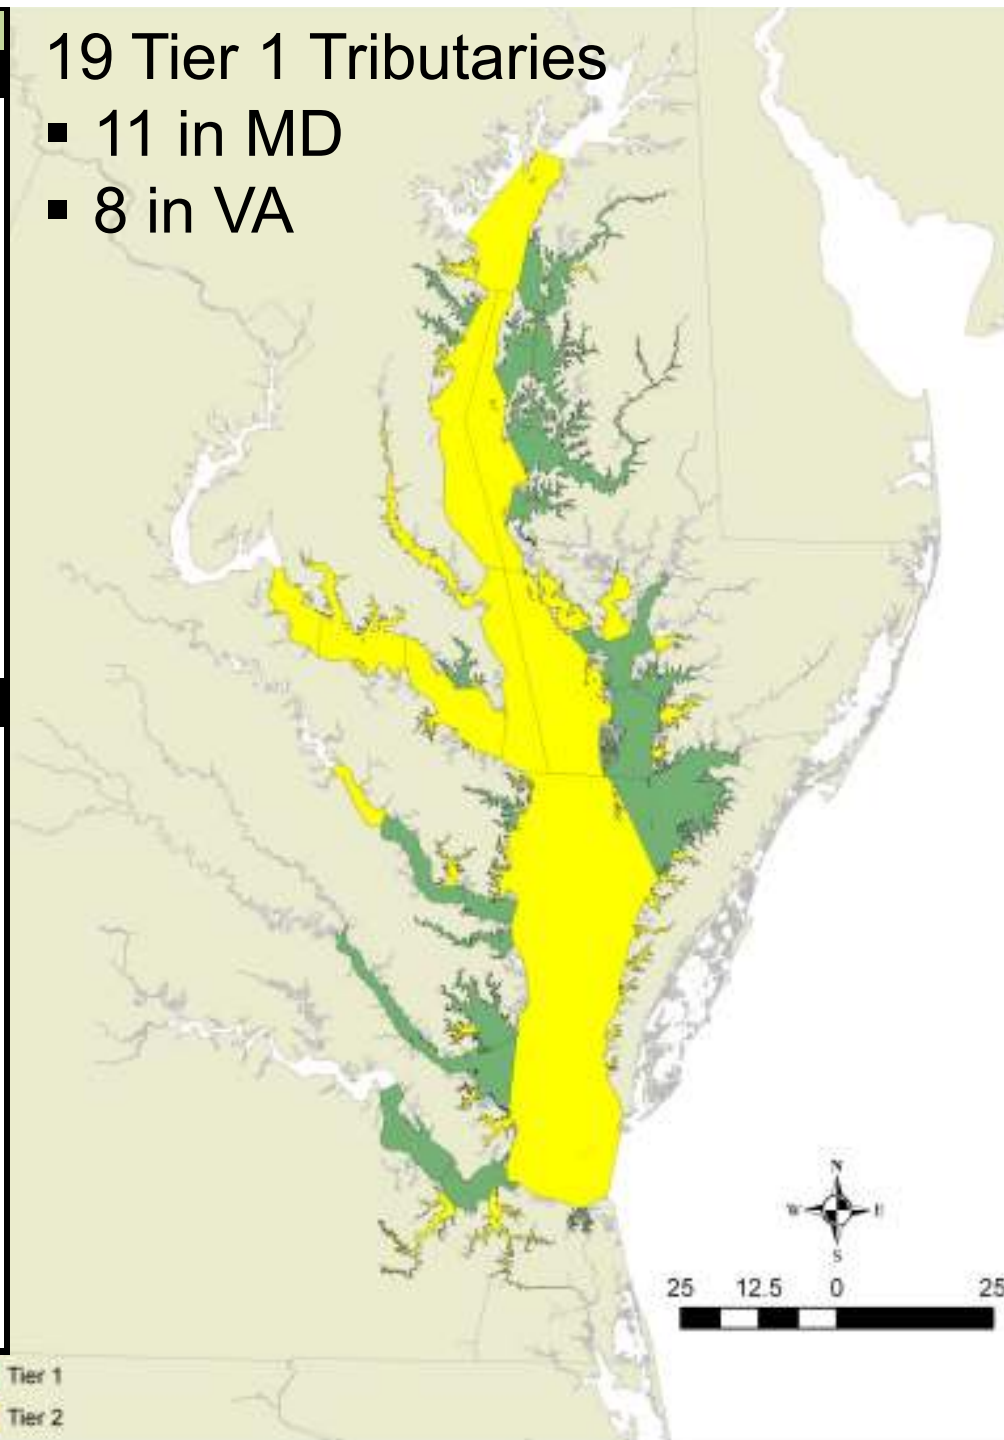 19 Tier 1 Tributaries
▪ 11 in MD
▪ 8 in VA
N
W E
S
25 12.5 0 25
Tier 1
Tier 2